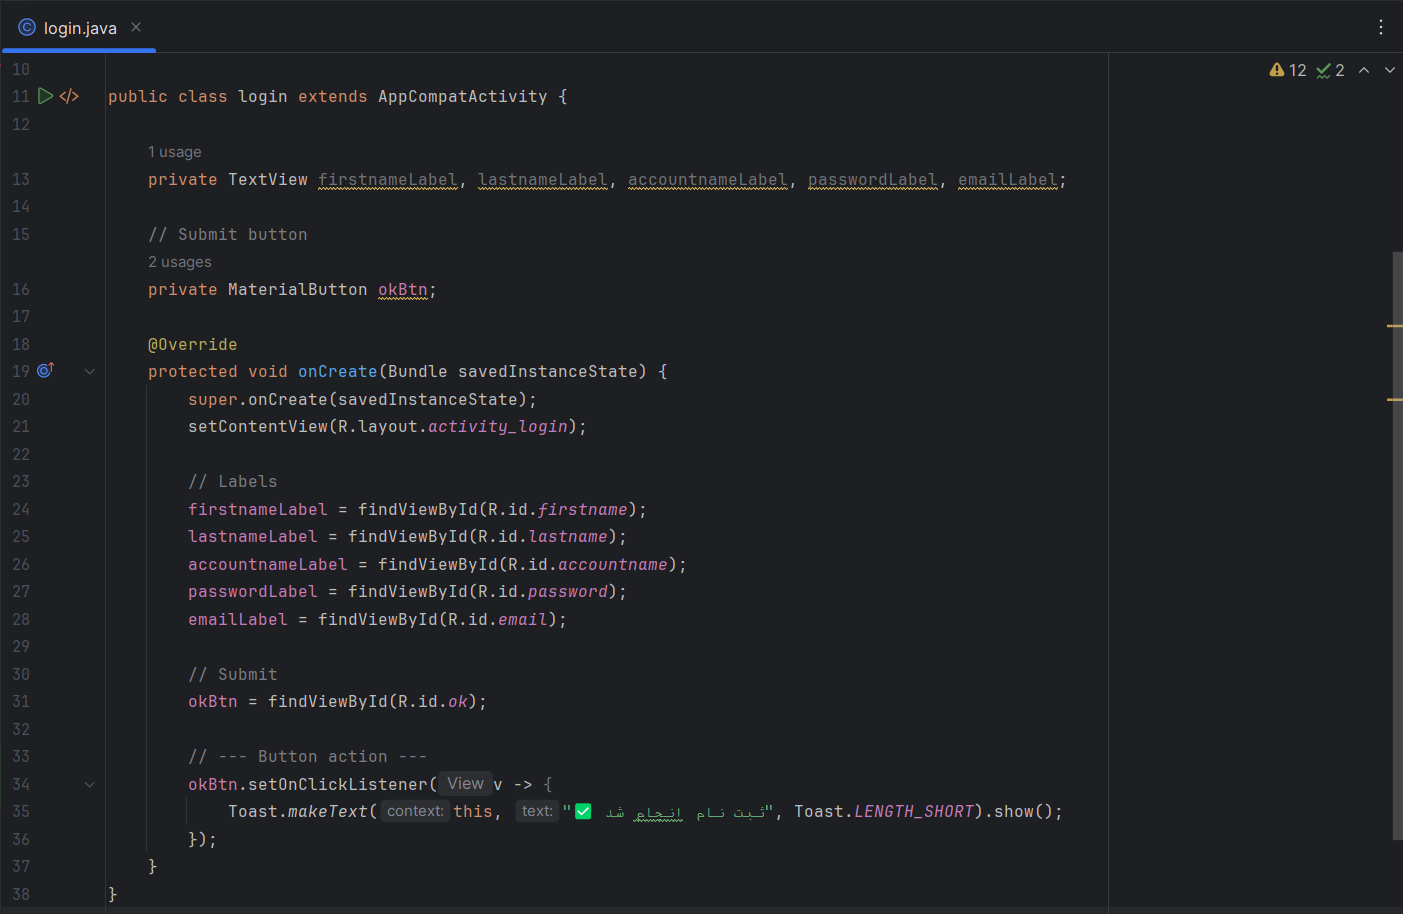 login.java
12 2
10
11 public class login extends AppCompatActivity {
12
1 usage
13 private TextView firstnameLabel, lastnameLabel, accountnameLabel, passwordLabel, emailLabel;
14
15 // Submit button
2 usages
16 private MaterialButton okBtn;
17
18 @Override
19 protected void onCreate(Bundle savedInstanceState) {
20 super.onCreate(savedInstanceState);
21 setContentView(R.layout.activity_login);
22
23 // Labels
24 firstnameLabel = findViewById(R.id.firstname);
25 lastnameLabel = findViewById(R.id.lastname);
26 accountnameLabel = findViewById(R.id.accountname);
27 passwordLabel = findViewById(R.id.password);
28 emailLabel = findViewById(R.id.email);
29
30 // Submit
31 okBtn = findViewById(R.id.ok);
32
33 // --- Button action ---
34 okBtn.setOnClickListener( View v -> {
35 Toast.makeText( context: this, text: "ثبت نام انجام شد ✅", Toast.LENGTH_SHORT).show();
36 });
37 }
38 }